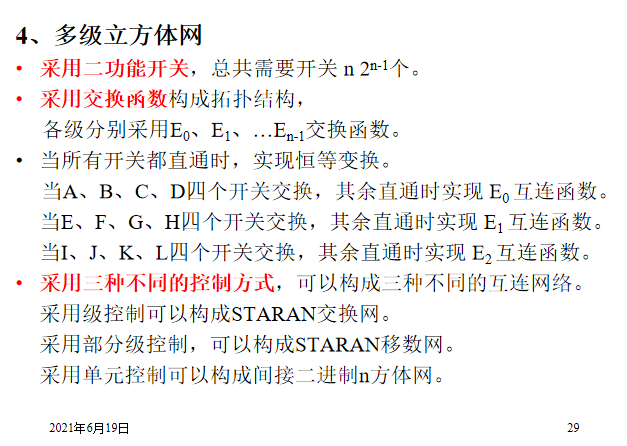 4、多级立方体网
• 采用二功能开关，总共需要开关 n 2ⁿ⁻¹个。
• 采用交换函数构成拓扑结构，
各级分别采用E₀、E₁、…Eₙ₋₁交换函数。
• 当所有开关都直通时，实现恒等变换。
当A、B、C、D四个开关交换，其余直通时实现 E₀ 互连函数。
当E、F、G、H四个开关交换，其余直通时实现 E₁ 互连函数。
当I、J、K、L四个开关交换，其余直通时实现 E₂ 互连函数。
• 采用三种不同的控制方式，可以构成三种不同的互连网络。
采用级控制可以构成STARAN交换网。
采用部分级控制，可以构成STARAN移数网。
采用单元控制可以构成间接二进制n方体网。
2021年6月19日
29